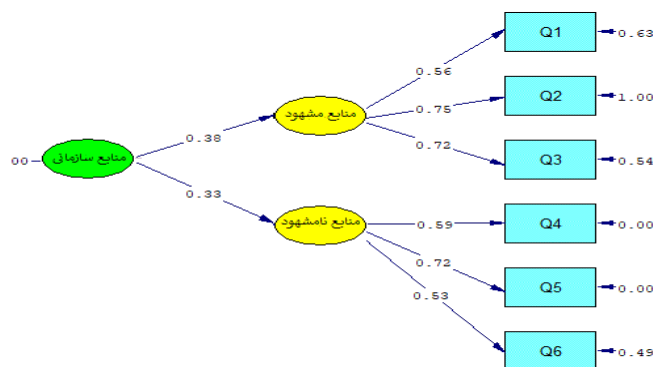 Q1
0.63
0.56
Q2
1.00
منابع مشهود
0.75
0.38
0.72
Q3
0.54
00
منابع سازمانی
0.33
منابع نامشهود
0.59
Q4
0.00
0.72
Q5
0.00
0.53
Q6
0.49